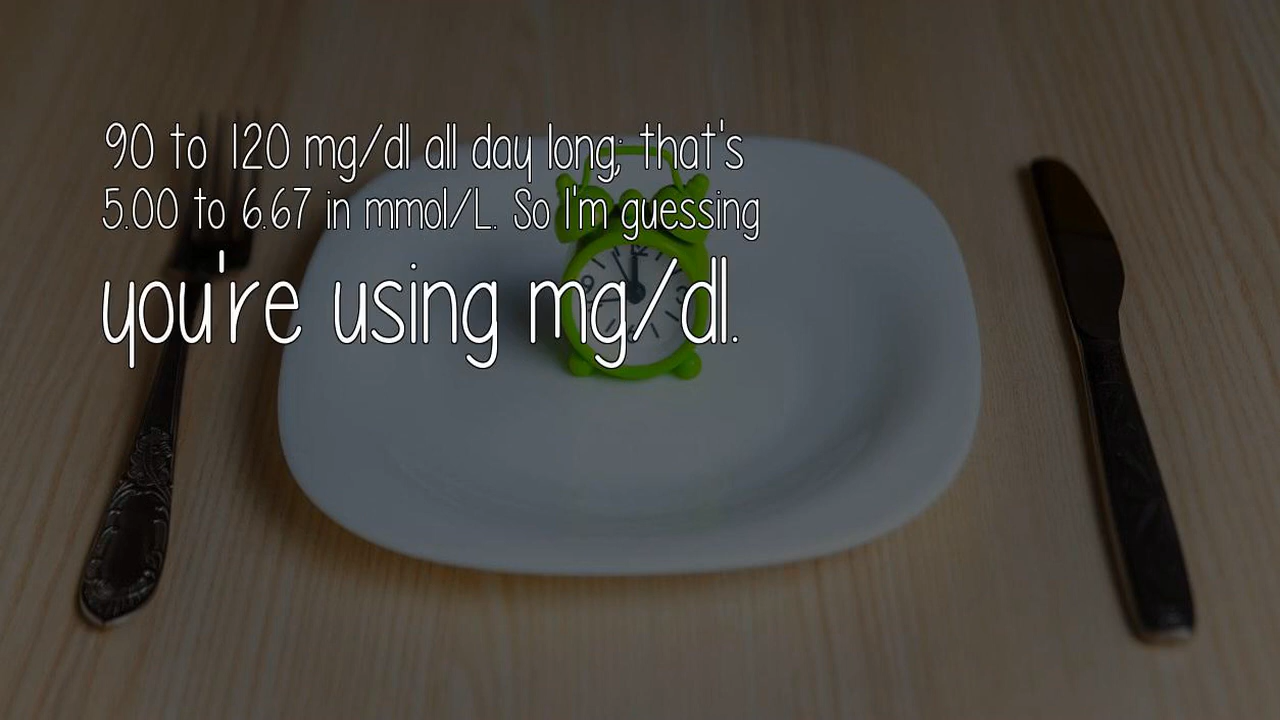 90 to 120 mg/dl all day long; that's
5.00 to 6.67 in mmol/L. So I'm guessing
you're using mg/dl.
12